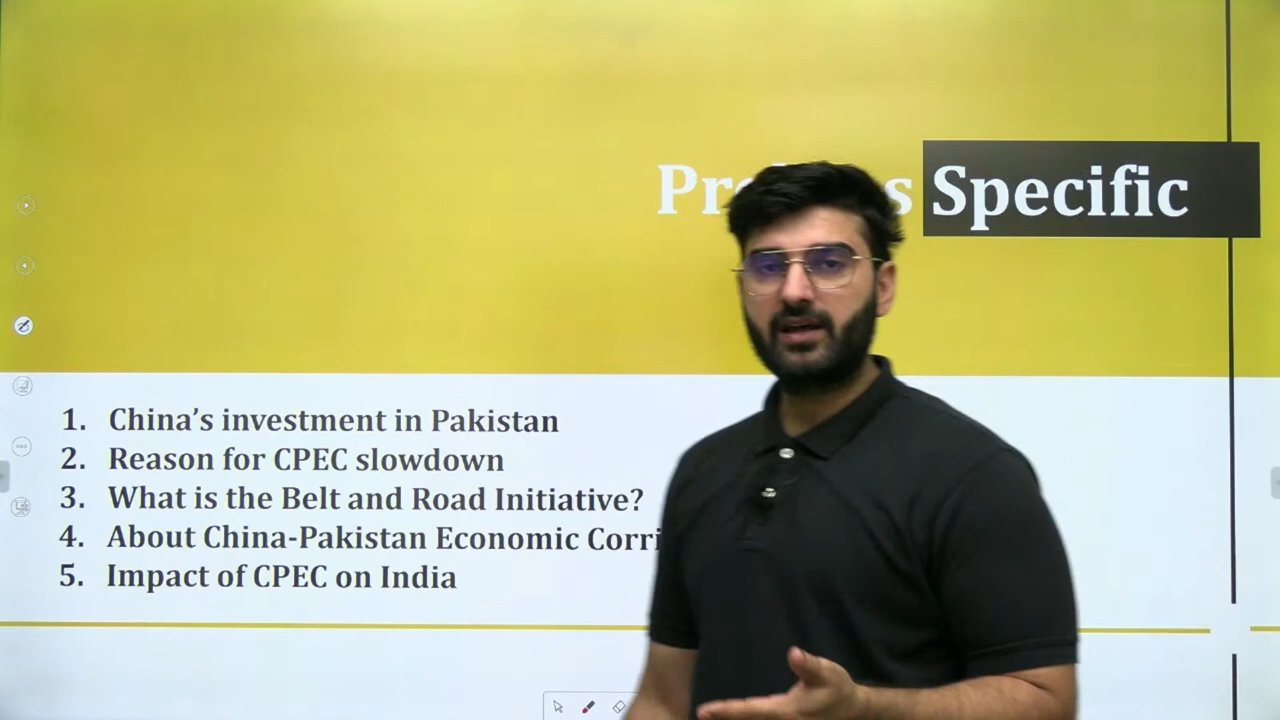 Specific
1. China’s investment in Pakistan
2. Reason for CPEC slowdown
3. What is the Belt and Road Initiative?
4. About China-Pakistan Economic
5. Impact of CPEC on India